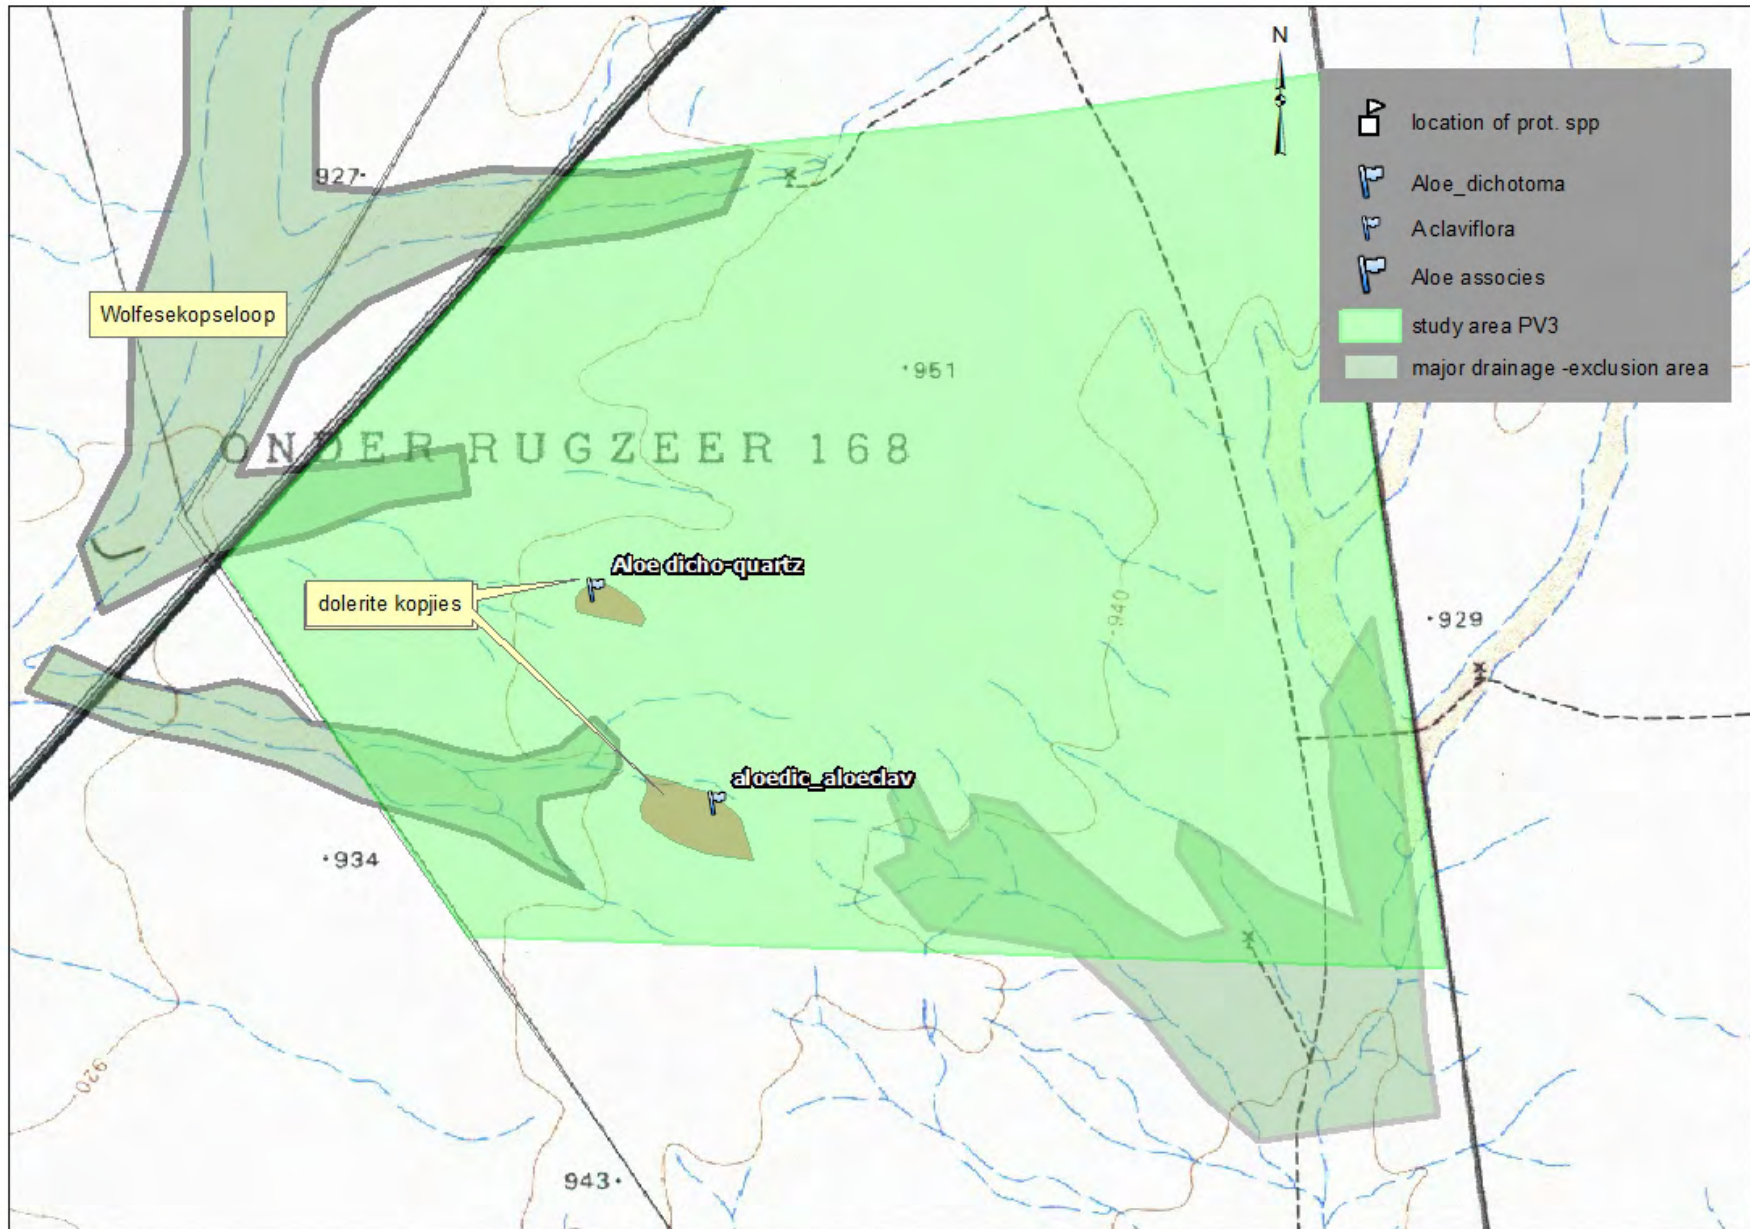 N
location of prot. spp
Aloe_dichotoma
A claviflora
Aloe associes
study area PV3
major drainage -exclusion area
927
Wolfesekopseloop
951
ONDER RUGZEER 168
Aloe dicho-quartz
dolerite kopjies
940
929
aloedic_aloeclav
934
920
943